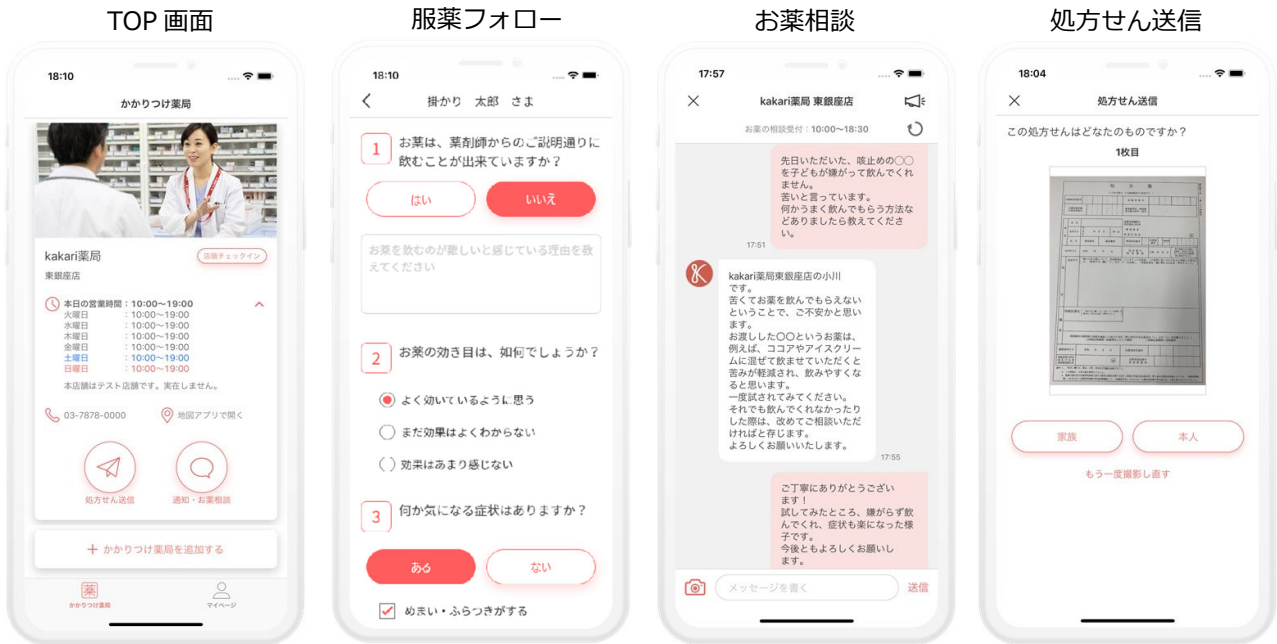 TOP 画面
服薬フォロー
お薬相談
処方せん送信
18:10
かかりつけ薬局
kakari薬局
店頭チェックイン
東銀座店
本日の営業時間：10:00〜19:00
火曜日 ：10:00〜19:00
水曜日 ：10:00〜19:00
木曜日 ：10:00〜19:00
金曜日 ：10:00〜19:00
土曜日 ：10:00〜19:00
日曜日 ：10:00〜19:00
本店舗はテスト店舗です。実在しません。
03-7878-0000
地図アプリで開く
処方せん送信
通知・お薬相談
＋ かかりつけ薬局を追加する
薬
かかりつけ薬局
マイページ
18:10
掛かり 太郎 さま
1
お薬は、薬剤師からのご説明通りに
飲むことが出来ていますか？
はい
いいえ
お薬を飲むのが難しいと感じている理由を教
えてください
2
お薬の効き目は、如何でしょうか？
よく効いているように思う
まだ効果はよくわからない
効果はあまり感じない
3
何か気になる症状はありますか？
ある
ない
めまい・ふらつきがする
17:57
kakari薬局 東銀座店
お薬の相談受付：10:00〜18:30
先日いただいた、咳止めの○○
を子どもが嫌がって飲んでくれ
ません。
苦いと言っています。
何かうまく飲んでもらう方法な
どありましたら教えてくださ
い。
17:51
kakari薬局東銀座店の小川
です。
苦くてお薬を飲んでもらえない
ということで、ご不安かと思い
ます。
お渡しした○○というお薬は、
例えば、ココアやアイスクリー
ムに混ぜて飲ませていただくと
苦みが軽減され、飲みやすくな
ると思います。
一度試されてみてください。
それでも飲んでくれなかったり
した際は、改めてご相談いただ
ければと存じます。
よろしくお願いいたします。
17:55
ご丁寧にありがとうござい
ます！
試してみたところ、嫌がらず飲
んでくれ、症状も楽になった様
子です。
今後ともよろしくお願いし
ます。
メッセージを書く
送信
18:04
処方せん送信
この処方せんはどなたのものですか？
1枚目
処 方 箋
家族
本人
もう一度撮影し直す